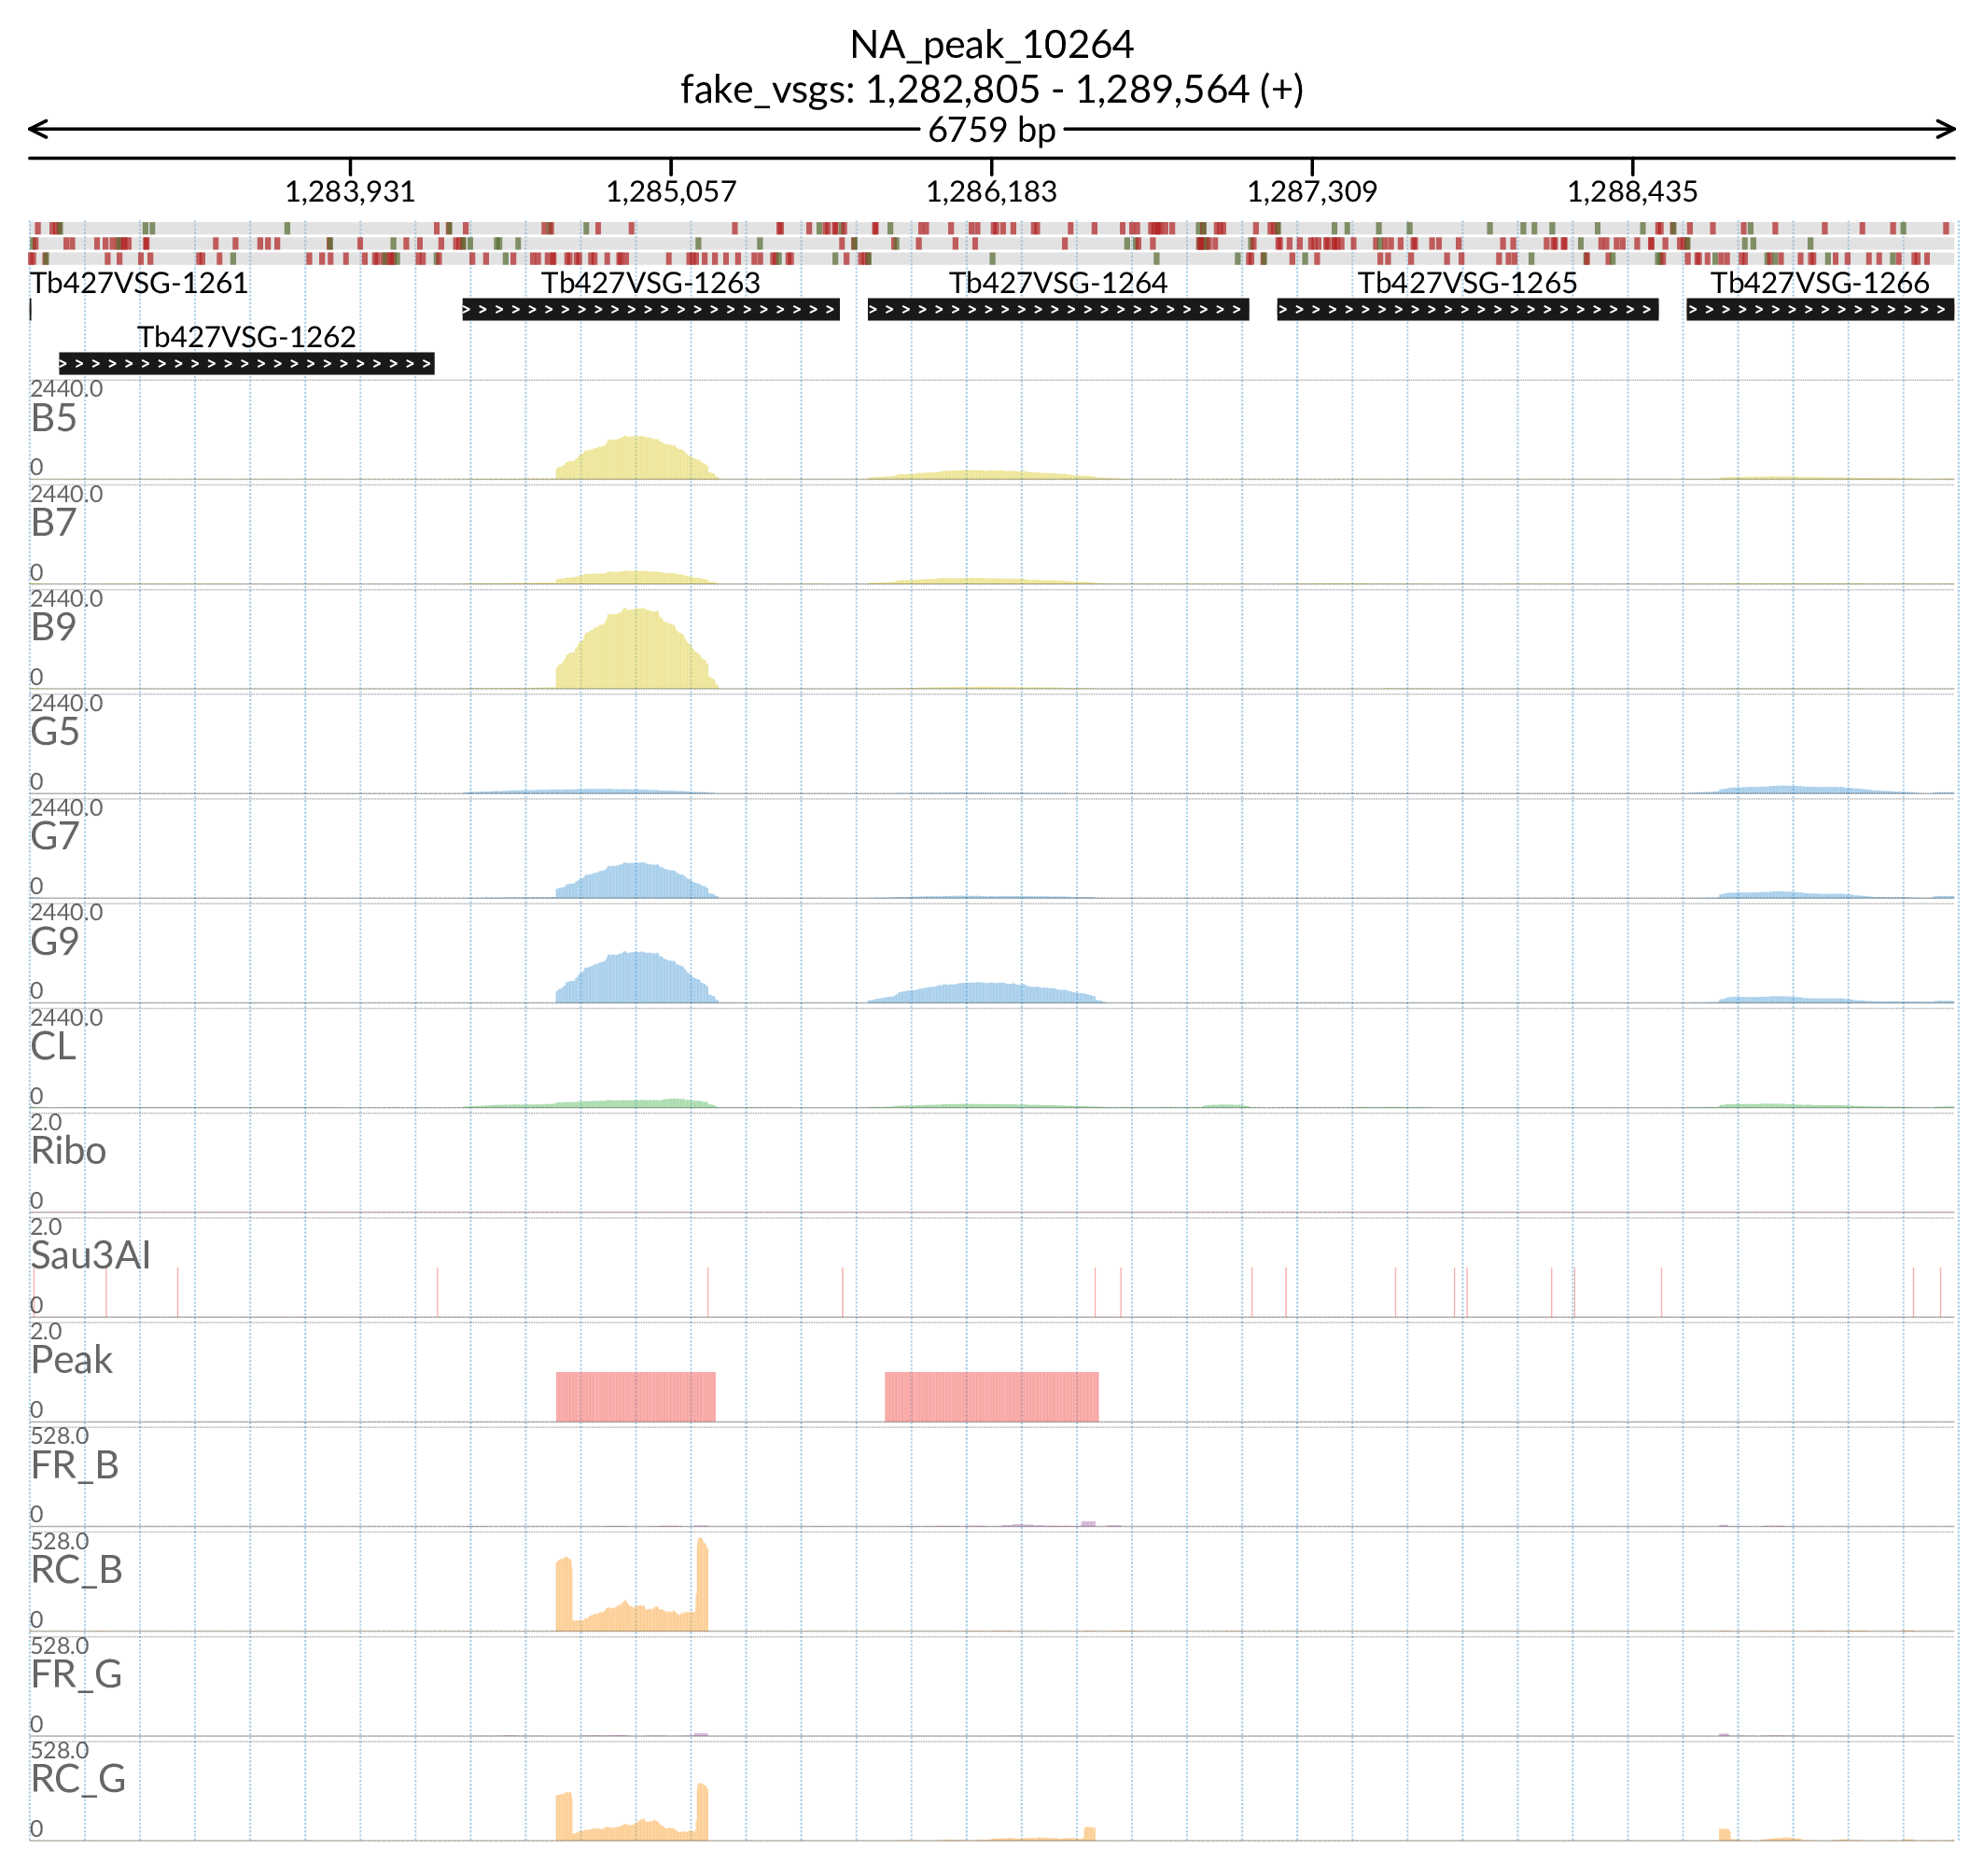 NA_peak_10264
fake_vsgs: 1,282,805 - 1,289,564 (+)
6759 bp
1,283,931 1,285,057 1,286,183 1,287,309 1,288,435
Tb427VSG-1261 Tb427VSG-1263 Tb427VSG-1264 Tb427VSG-1265 Tb427VSG-1266
Tb427VSG-1262
2440.0
B5
0
2440.0
B7
0
2440.0
B9
0
2440.0
G5
0
2440.0
G7
0
2440.0
G9
0
2440.0
CL
0
2.0
Ribo
0
2.0
Sau3AI
0
2.0
Peak
0
528.0
FR_B
0
528.0
RC_B
0
528.0
FR_G
0
528.0
RC_G
0